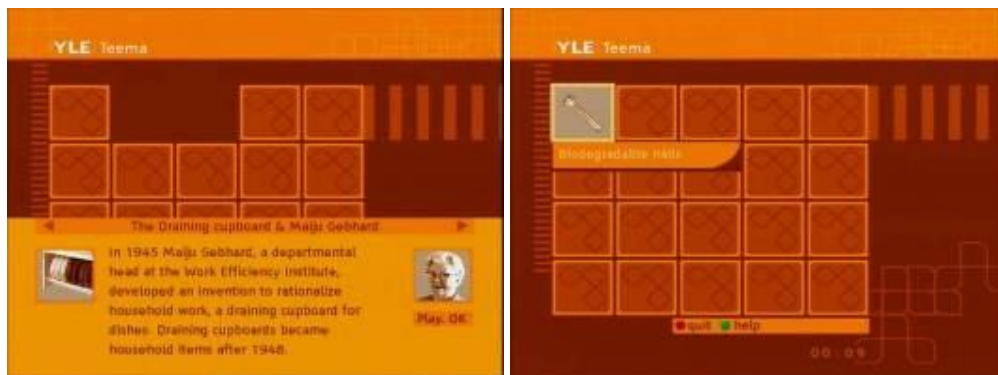 YLE Teema
The Draining cupboard & Maiju Gebhard
In 1945 Maiju Gebhard, a departmental
head at the Work Efficiency Institute,
developed an invention to rationalize
household work, a draining cupboard for
dishes. Draining cupboards became
household items after 1948.
Play. OK
YLE Teema
Biodegradable nails
quit help
00:09